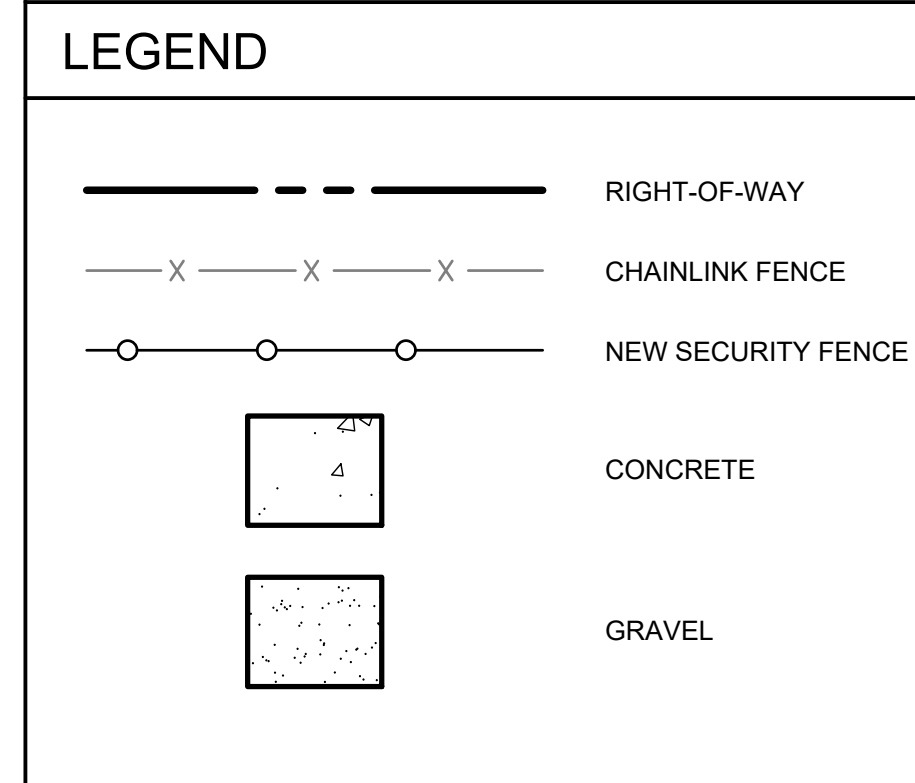 LEGEND
RIGHT-OF-WAY
CHAINLINK FENCE
NEW SECURITY FENCE
CONCRETE
GRAVEL